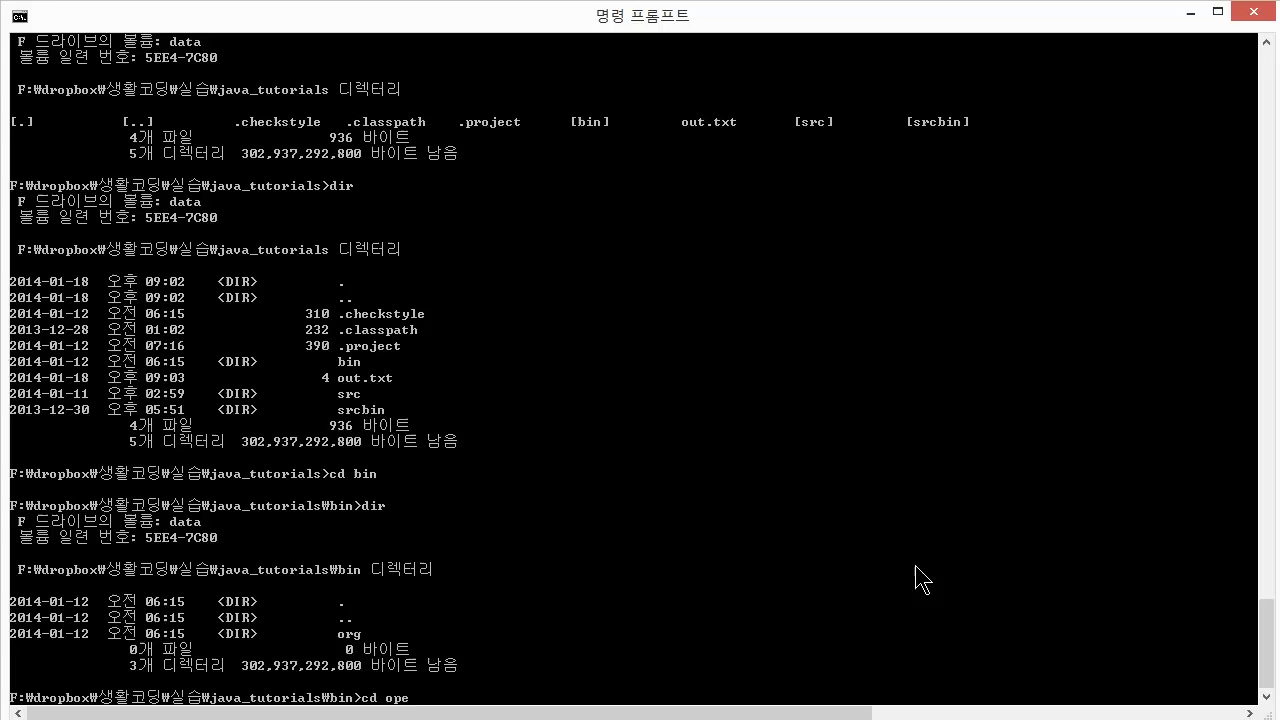 명령 프롬프트
F 드라이브의 볼륨: data
볼륨 일련 번호: 5EE4-7C80
F:₩dropbox₩생활코딩₩실습₩java_tutorials 디렉터리
[.] [..] .checkstyle .classpath .project [bin] out.txt [src] [srcbin]
4개 파일 936 바이트
5개 디렉터리 302,937,292,800 바이트 남음
F:₩dropbox₩생활코딩₩실습₩java_tutorials>dir
F 드라이브의 볼륨: data
볼륨 일련 번호: 5EE4-7C80
F:₩dropbox₩생활코딩₩실습₩java_tutorials 디렉터리
2014-01-18 오후 09:02 <DIR> .
2014-01-18 오후 09:02 <DIR> ..
2014-01-12 오전 06:15 310 .checkstyle
2013-12-28 오전 01:02 232 .classpath
2014-01-12 오전 07:16 390 .project
2014-01-12 오전 06:15 <DIR> bin
2014-01-18 오후 09:03 4 out.txt
2014-01-11 오후 02:59 <DIR> src
2013-12-30 오후 05:51 <DIR> srcbin
4개 파일 936 바이트
5개 디렉터리 302,937,292,800 바이트 남음
F:₩dropbox₩생활코딩₩실습₩java_tutorials>cd bin
F:₩dropbox₩생활코딩₩실습₩java_tutorials₩bin>dir
F 드라이브의 볼륨: data
볼륨 일련 번호: 5EE4-7C80
F:₩dropbox₩생활코딩₩실습₩java_tutorials₩bin 디렉터리
2014-01-12 오전 06:15 <DIR> .
2014-01-12 오전 06:15 <DIR> ..
2014-01-12 오전 06:15 <DIR> org
0개 파일 0 바이트
3개 디렉터리 302,937,292,800 바이트 남음
F:₩dropbox₩생활코딩₩실습₩java_tutorials₩bin>cd ope